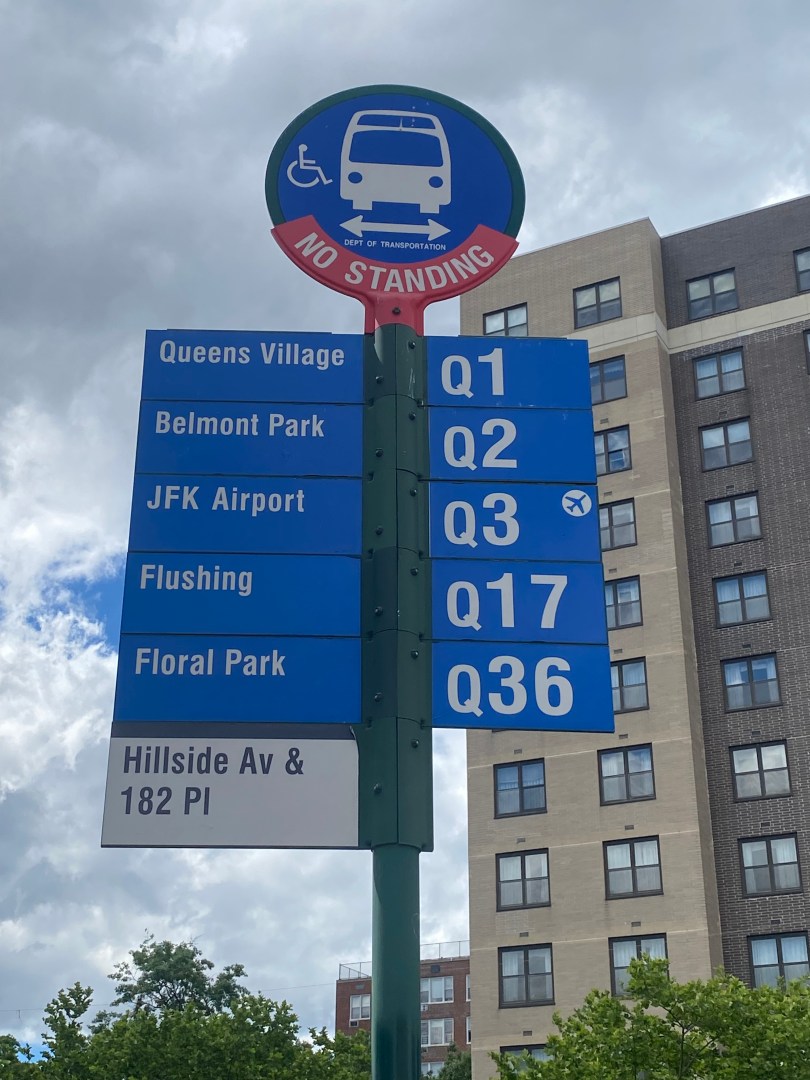 DEPT OF TRANSPORTATION
NO STANDING
Queens Village Q1
Belmont Park Q2
JFK Airport Q3
Flushing Q17
Floral Park Q36
Hillside Av &
182 Pl